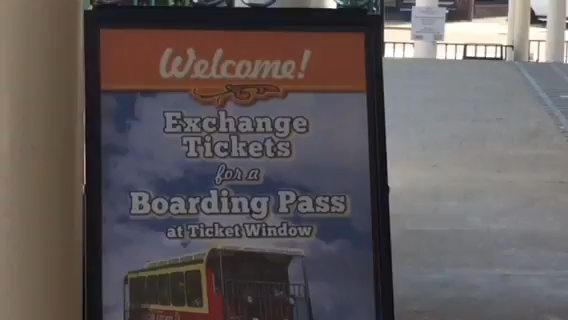 Welcome!
Exchange
Tickets
for a
Boarding Pass
at Ticket Window